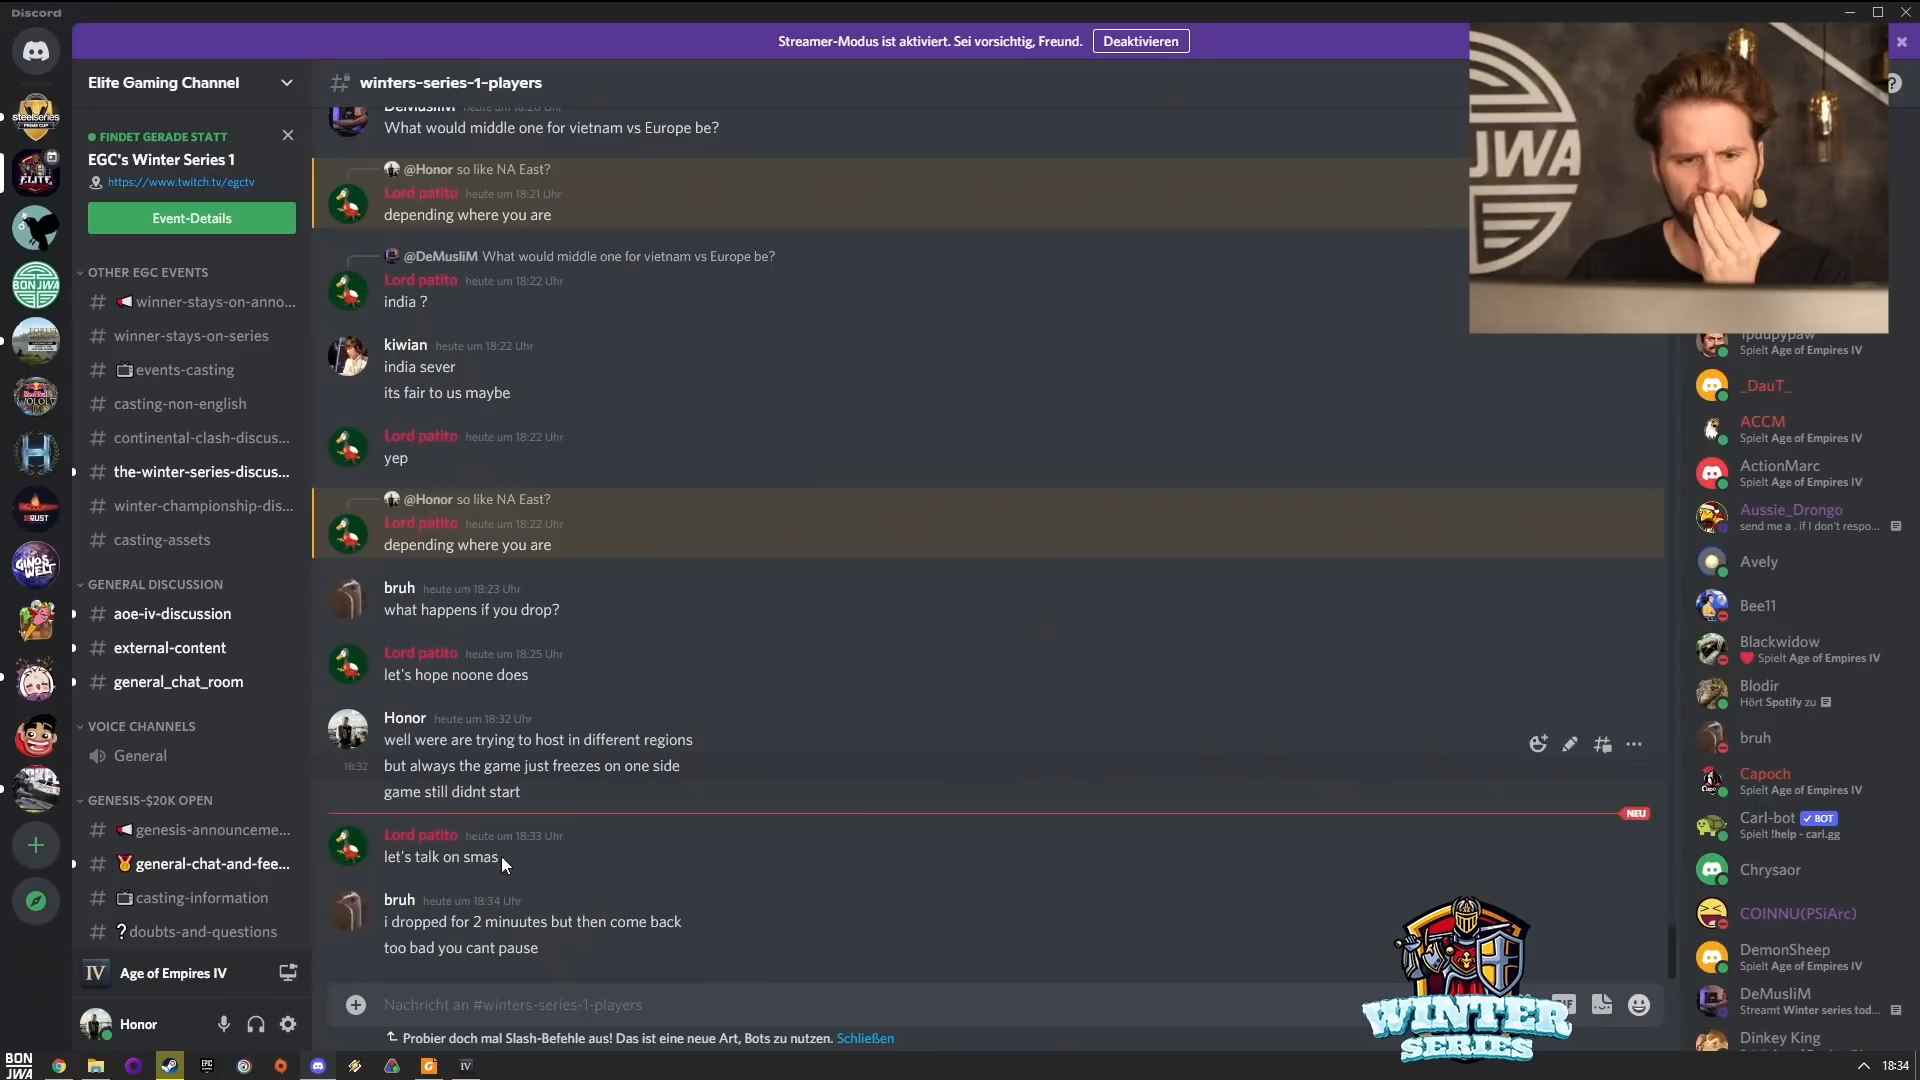 Discord
Streamer-Modus ist aktiviert. Sei vorsichtig, Freund.
Deaktivieren
Elite Gaming Channel
FINDET GERADE STATT
EGC's Winter Series 1
https://www.twitch.tv/egctv
Event-Details
OTHER EGC EVENTS
winner-stays-on-anno...
winner-stays-on-series
events-casting
casting-non-english
continental-clash-discus...
the-winter-series-discus...
winter-championship-dis...
casting-assets
GENERAL DISCUSSION
aoe-iv-discussion
external-content
general_chat_room
VOICE CHANNELS
General
GENESIS-$20K OPEN
genesis-announceme...
general-chat-and-fee...
casting-information
doubts-and-questions
IV
Age of Empires IV
Honor
winters-series-1-players
DeMusliM heute um 18:20 Uhr
What would middle one for vietnam vs Europe be?
@Honor so like NA East?
Lord patito heute um 18:21 Uhr
depending where you are
@DeMusliM What would middle one for vietnam vs Europe be?
Lord patito heute um 18:22 Uhr
india ?
kiwian heute um 18:22 Uhr
india sever
its fair to us maybe
Lord patito heute um 18:22 Uhr
yep
@Honor so like NA East?
Lord patito heute um 18:22 Uhr
depending where you are
bruh heute um 18:23 Uhr
what happens if you drop?
Lord patito heute um 18:25 Uhr
let's hope noone does
Honor heute um 18:32 Uhr
well were are trying to host in different regions
18:32 but always the game just freezes on one side
game still didnt start
NEU
Lord patito heute um 18:33 Uhr
let's talk on smas
bruh heute um 18:34 Uhr
i dropped for 2 minuutes but then come back
too bad you cant pause
Nachricht an #winters-series-1-players
Probier doch mal Slash-Befehle aus! Das ist eine neue Art, Bots zu nutzen. Schließen
JWA
Spielt Age of Empires IV
_DauT_
ACCM
Spielt Age of Empires IV
ActionMarc
Spielt Age of Empires IV
Aussie_Drongo
send me a . if I don't respo...
Avely
Bee11
Blackwidow
Spielt Age of Empires IV
Blodir
Hört Spotify zu
bruh
Capoch
Spielt Age of Empires IV
Carl-bot BOT
Spielt !help - carl.gg
Chrysaor
COINNU(PSiArc)
DemonSheep
Spielt Age of Empires IV
DeMusliM
Streamt Winter series tod...
Dinkey King
WINTER
SERIES
steelseries
ELITE
BONJWA
GINOS
WELT
BON
JWA
EPIC
IV
18:34